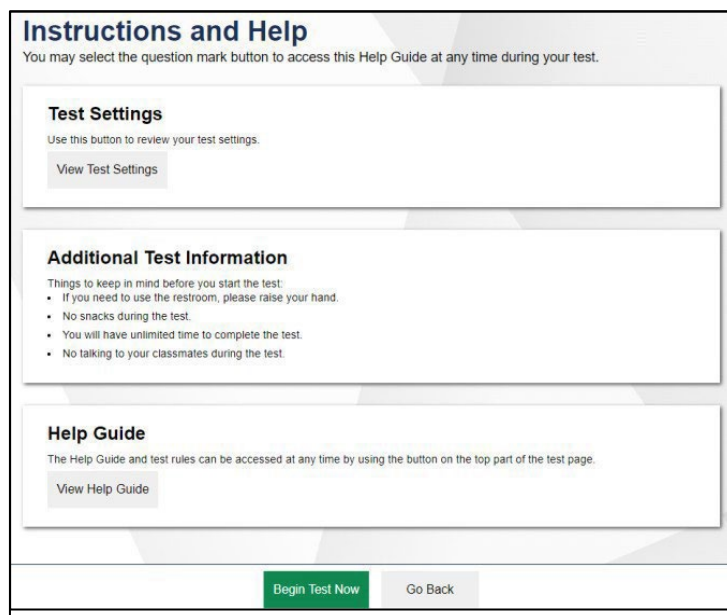 Instructions and Help
You may select the question mark button to access this Help Guide at any time during your test.
Test Settings
Use this button to review your test settings.
View Test Settings
Additional Test Information
Things to keep in mind before you start the test:
• If you need to use the restroom, please raise your hand.
• No snacks during the test.
• You will have unlimited time to complete the test.
• No talking to your classmates during the test.
Help Guide
The Help Guide and test rules can be accessed at any time by using the button on the top part of the test page.
View Help Guide
Begin Test Now Go Back